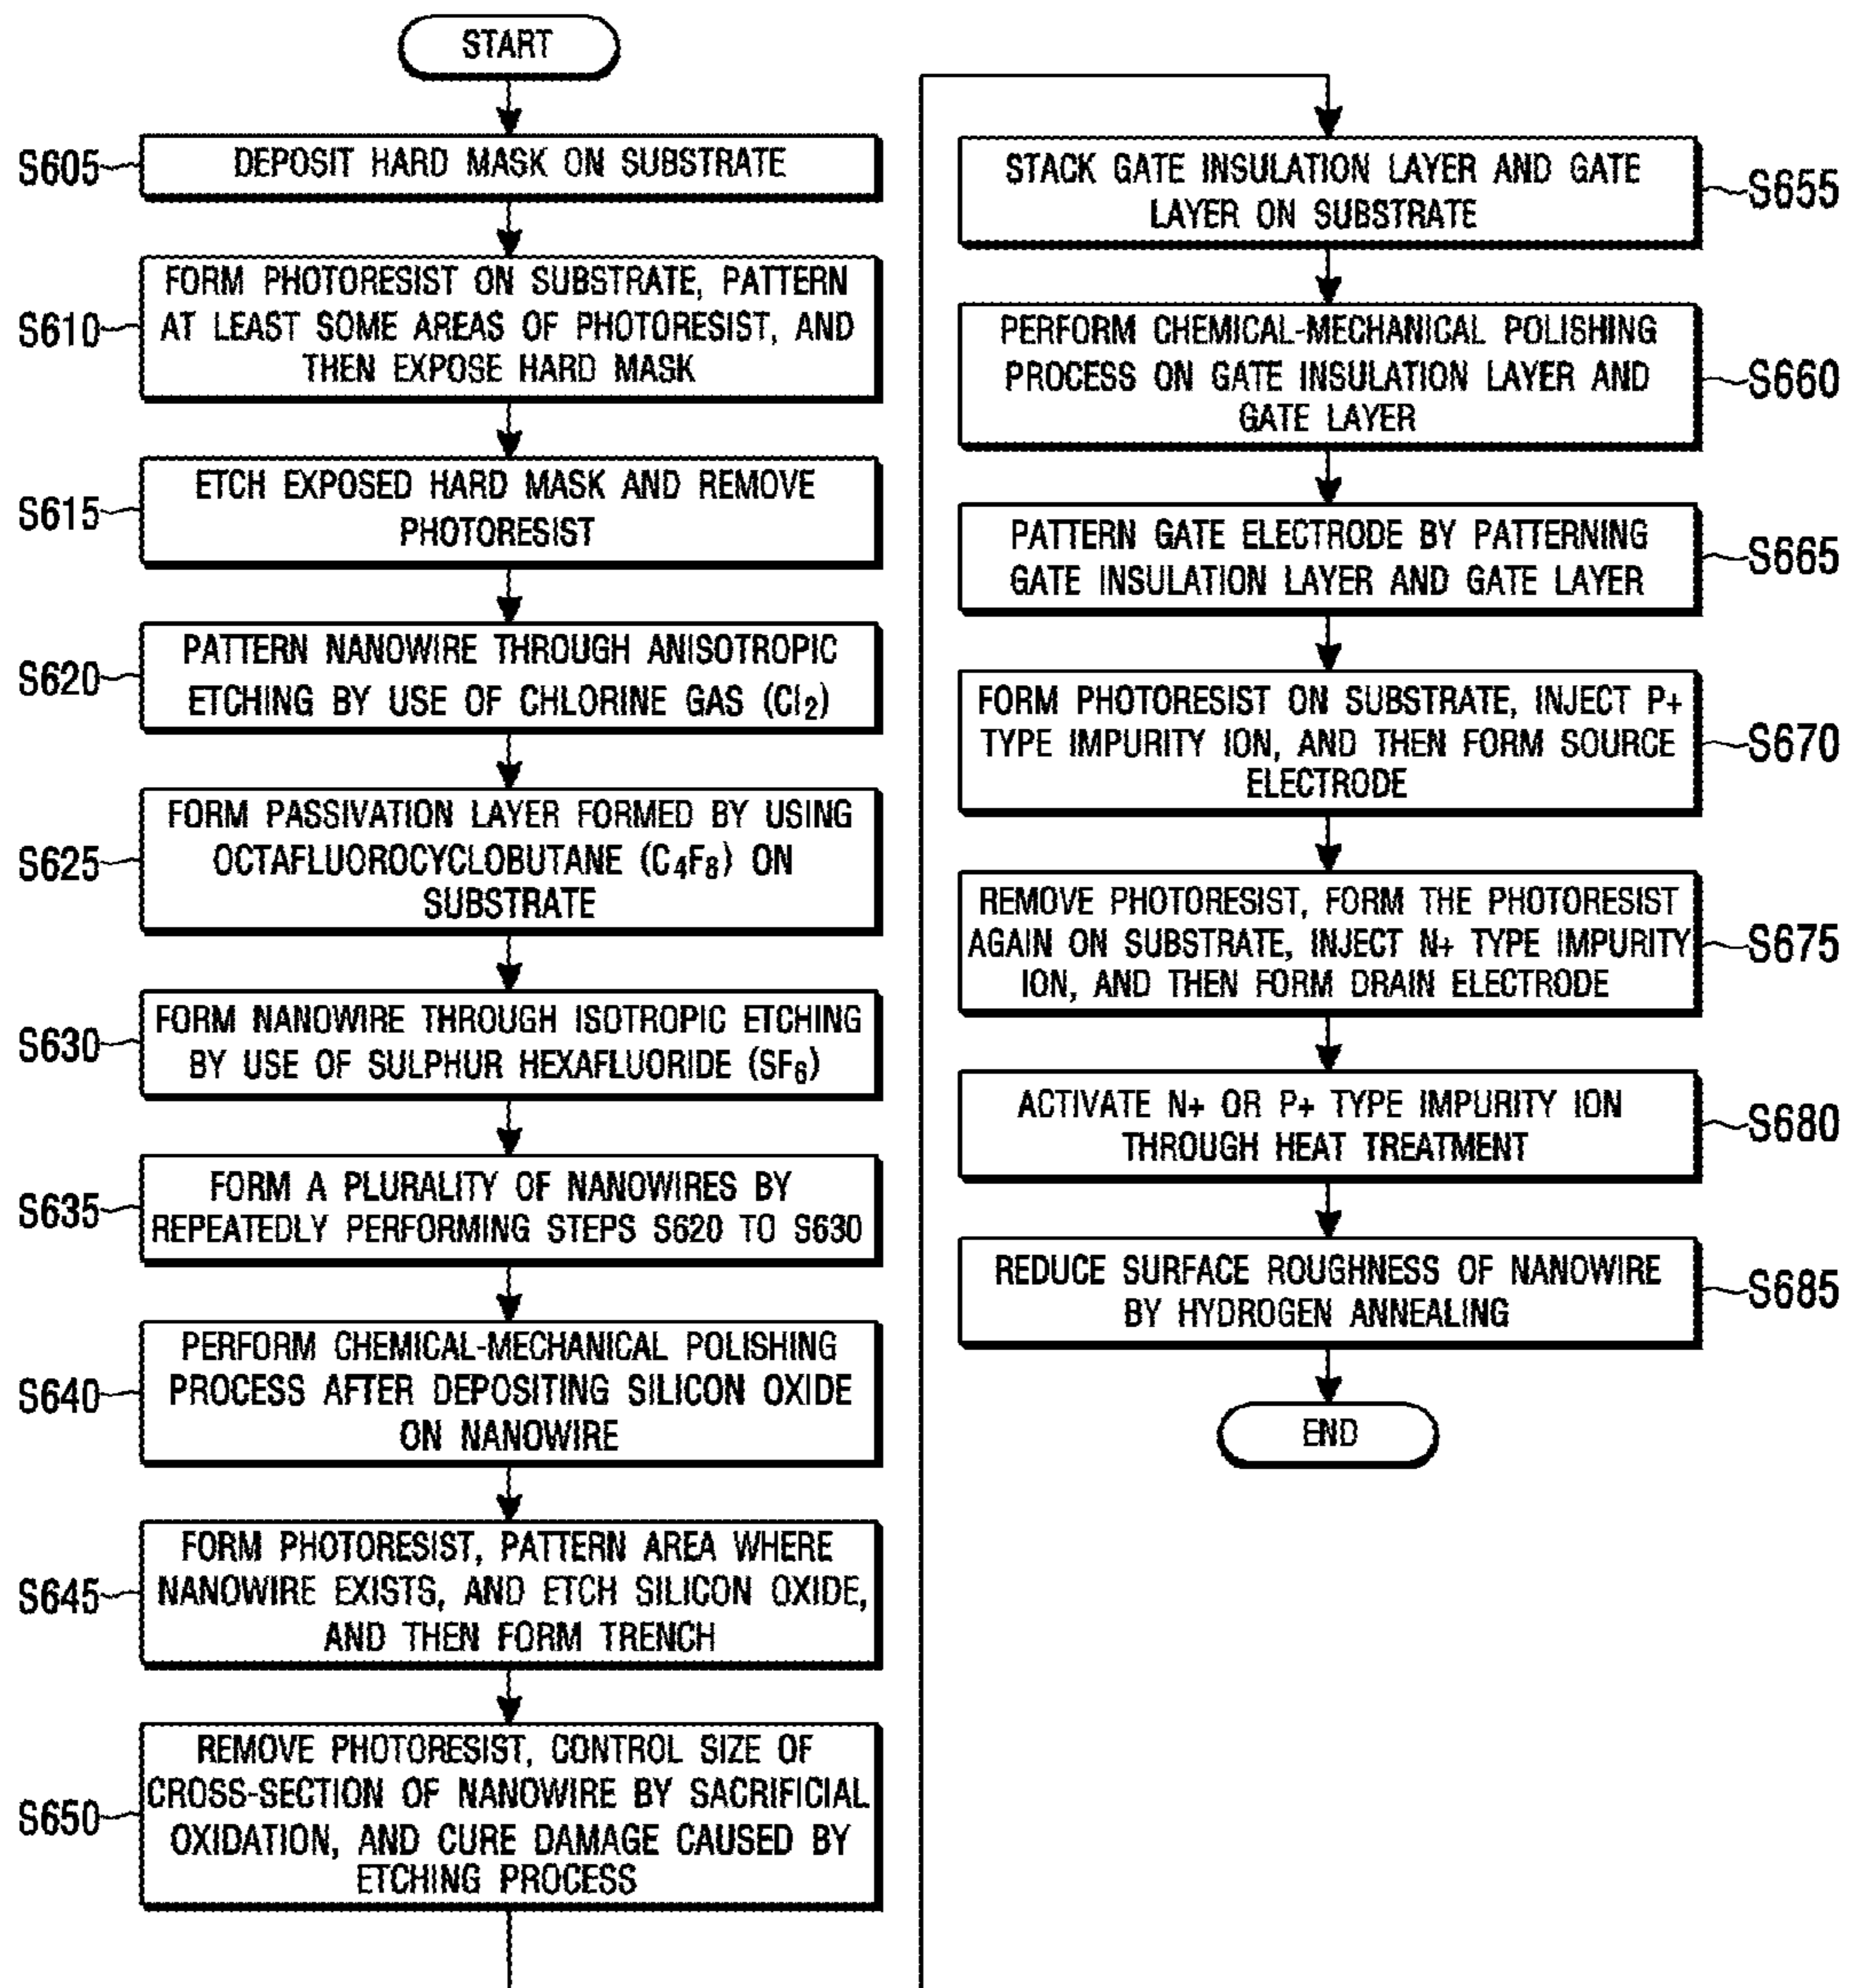 START
S605
DEPOSIT HARD MASK ON SUBSTRATE
S610
FORM PHOTORESIST ON SUBSTRATE, PATTERN
AT LEAST SOME AREAS OF PHOTORESIST, AND
THEN EXPOSE HARD MASK
S615
ETCH EXPOSED HARD MASK AND REMOVE
PHOTORESIST
S620
PATTERN NANOWIRE THROUGH ANISOTROPIC
ETCHING BY USE OF CHLORINE GAS (Cl₂)
S625
FORM PASSIVATION LAYER FORMED BY USING
OCTAFLUOROCYCLOBUTANE (C₄F₈) ON
SUBSTRATE
S630
FORM NANOWIRE THROUGH ISOTROPIC ETCHING
BY USE OF SULPHUR HEXAFLUORIDE (SF₆)
S635
FORM A PLURALITY OF NANOWIRES BY
REPEATEDLY PERFORMING STEPS S620 TO S630
S640
PERFORM CHEMICAL-MECHANICAL POLISHING
PROCESS AFTER DEPOSITING SILICON OXIDE
ON NANOWIRE
S645
FORM PHOTORESIST, PATTERN AREA WHERE
NANOWIRE EXISTS, AND ETCH SILICON OXIDE,
AND THEN FORM TRENCH
S650
REMOVE PHOTORESIST, CONTROL SIZE OF
CROSS-SECTION OF NANOWIRE BY SACRIFICIAL
OXIDATION, AND CURE DAMAGE CAUSED BY
ETCHING PROCESS
STACK GATE INSULATION LAYER AND GATE
LAYER ON SUBSTRATE
S655
PERFORM CHEMICAL-MECHANICAL POLISHING
PROCESS ON GATE INSULATION LAYER AND
GATE LAYER
S660
PATTERN GATE ELECTRODE BY PATTERNING
GATE INSULATION LAYER AND GATE LAYER
S665
FORM PHOTORESIST ON SUBSTRATE, INJECT P+
TYPE IMPURITY ION, AND THEN FORM SOURCE
ELECTRODE
S670
REMOVE PHOTORESIST, FORM THE PHOTORESIST
AGAIN ON SUBSTRATE, INJECT N+ TYPE IMPURITY
ION, AND THEN FORM DRAIN ELECTRODE
S675
ACTIVATE N+ OR P+ TYPE IMPURITY ION
THROUGH HEAT TREATMENT
S680
REDUCE SURFACE ROUGHNESS OF NANOWIRE
BY HYDROGEN ANNEALING
S685
END